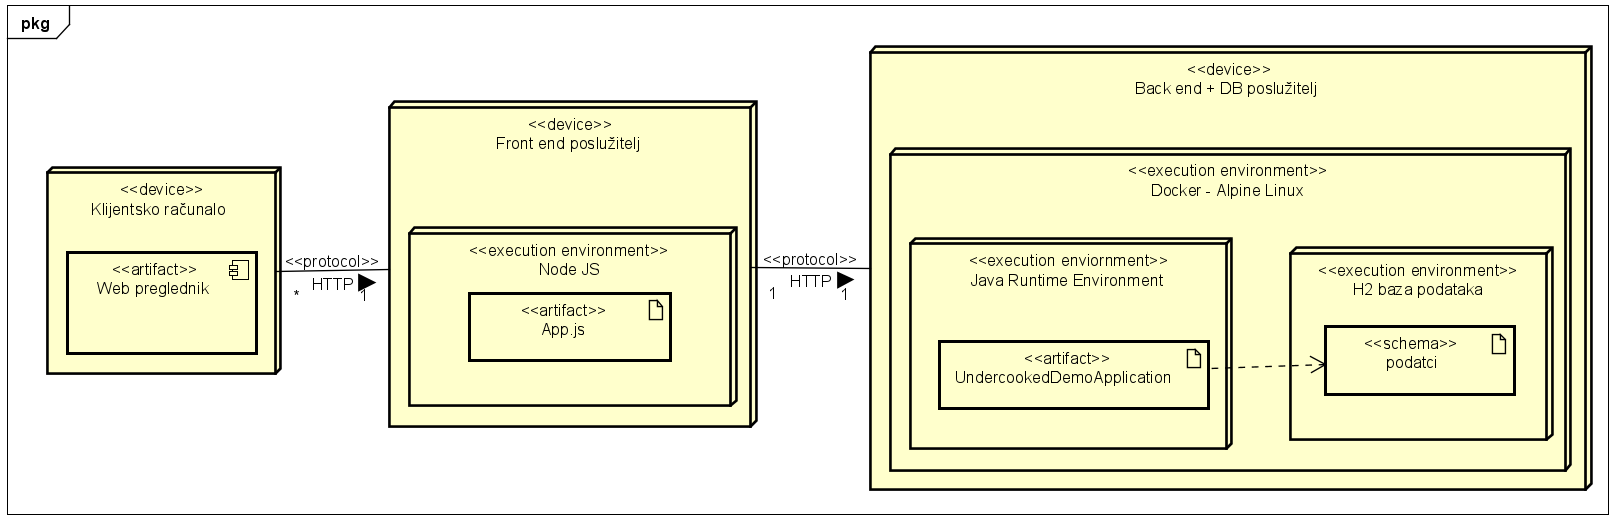 pkg
<<device>>
Klijentsko računalo
<<artifact>>
Web preglednik
<<protocol>>
HTTP
*
1
<<device>>
Front end poslužitelj
<<execution environment>>
Node JS
<<artifact>>
App.js
<<protocol>>
HTTP
1
1
<<device>>
Back end + DB poslužitelj
<<execution environment>>
Docker - Alpine Linux
<<execution enviornment>>
Java Runtime Environment
<<artifact>>
UndercookedDemoApplication
<<execution environment>>
H2 baza podataka
<<schema>>
podatci